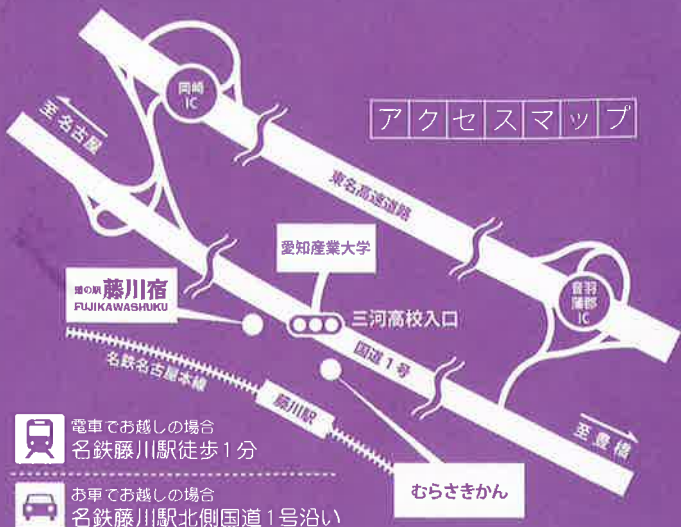 アクセスマップ
岡崎
IC
至名古屋
東名高速道路
愛知産業大学
道の駅 藤川宿
FUJIKAWASHUKU
三河高校入口
音羽
蒲郡
IC
国道1号
名鉄名古屋本線
藤川駅
至豊橋
電車でお越しの場合
名鉄藤川駅徒歩1分
むらさきかん
お車でお越しの場合
名鉄藤川駅北側国道1号沿い